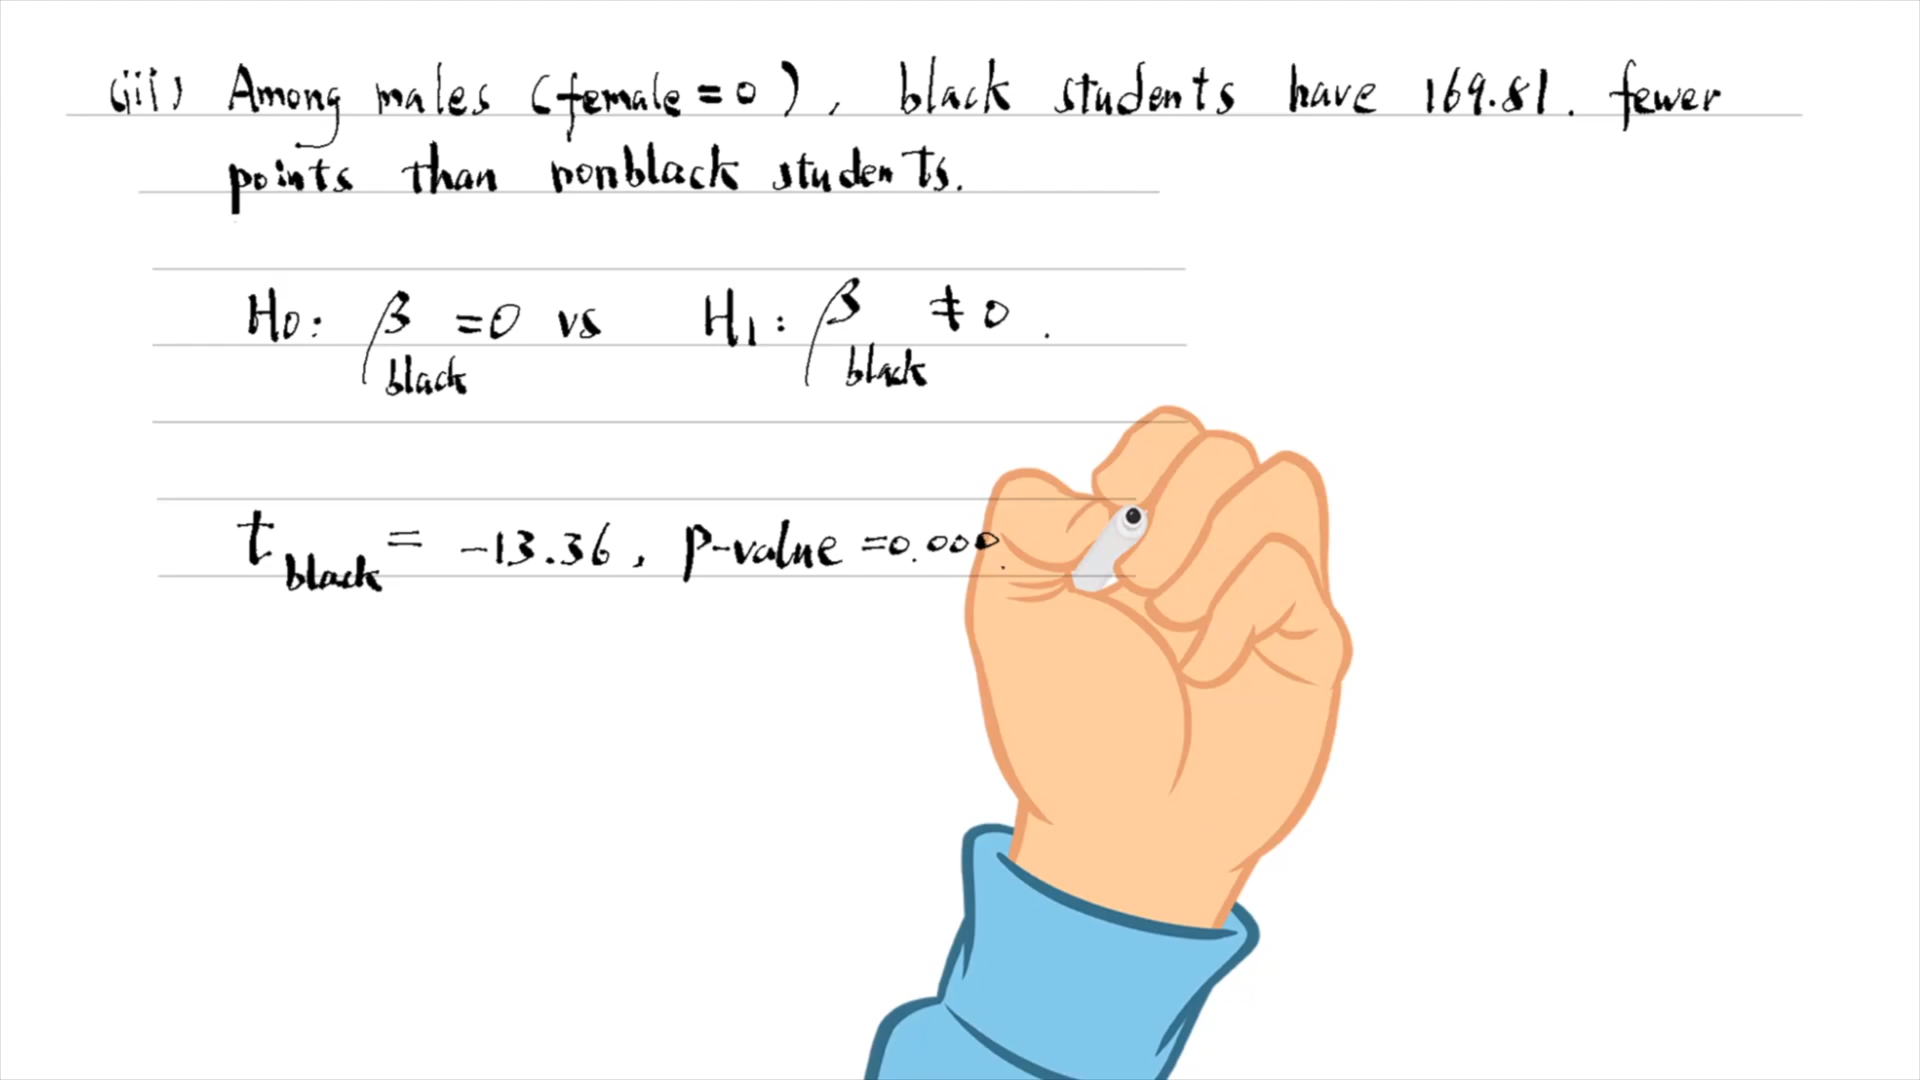 (iii) Among males (female = 0), black students have 169.81. fewer
points than nonblack students.
H0: β black = 0 vs H1: β black ≠ 0.
t black = -13.36, p-value = 0.000.